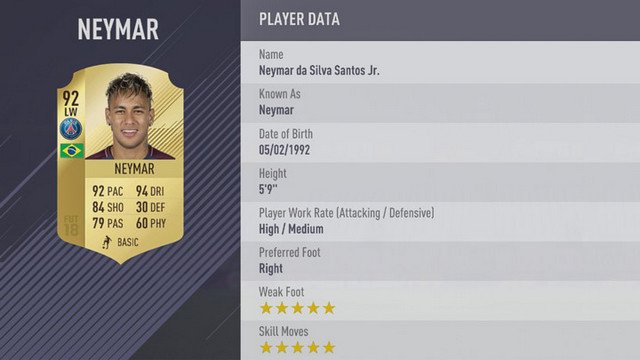 NEYMAR
92
LW
NEYMAR
92 PAC 94 DRI
84 SHO 30 DEF
79 PAS 60 PHY
FUT
18
BASIC
PLAYER DATA
Name
Neymar da Silva Santos Jr.
Known As
Neymar
Date of Birth
05/02/1992
Height
5'9"
Player Work Rate (Attacking / Defensive)
High / Medium
Preferred Foot
Right
Weak Foot
Skill Moves